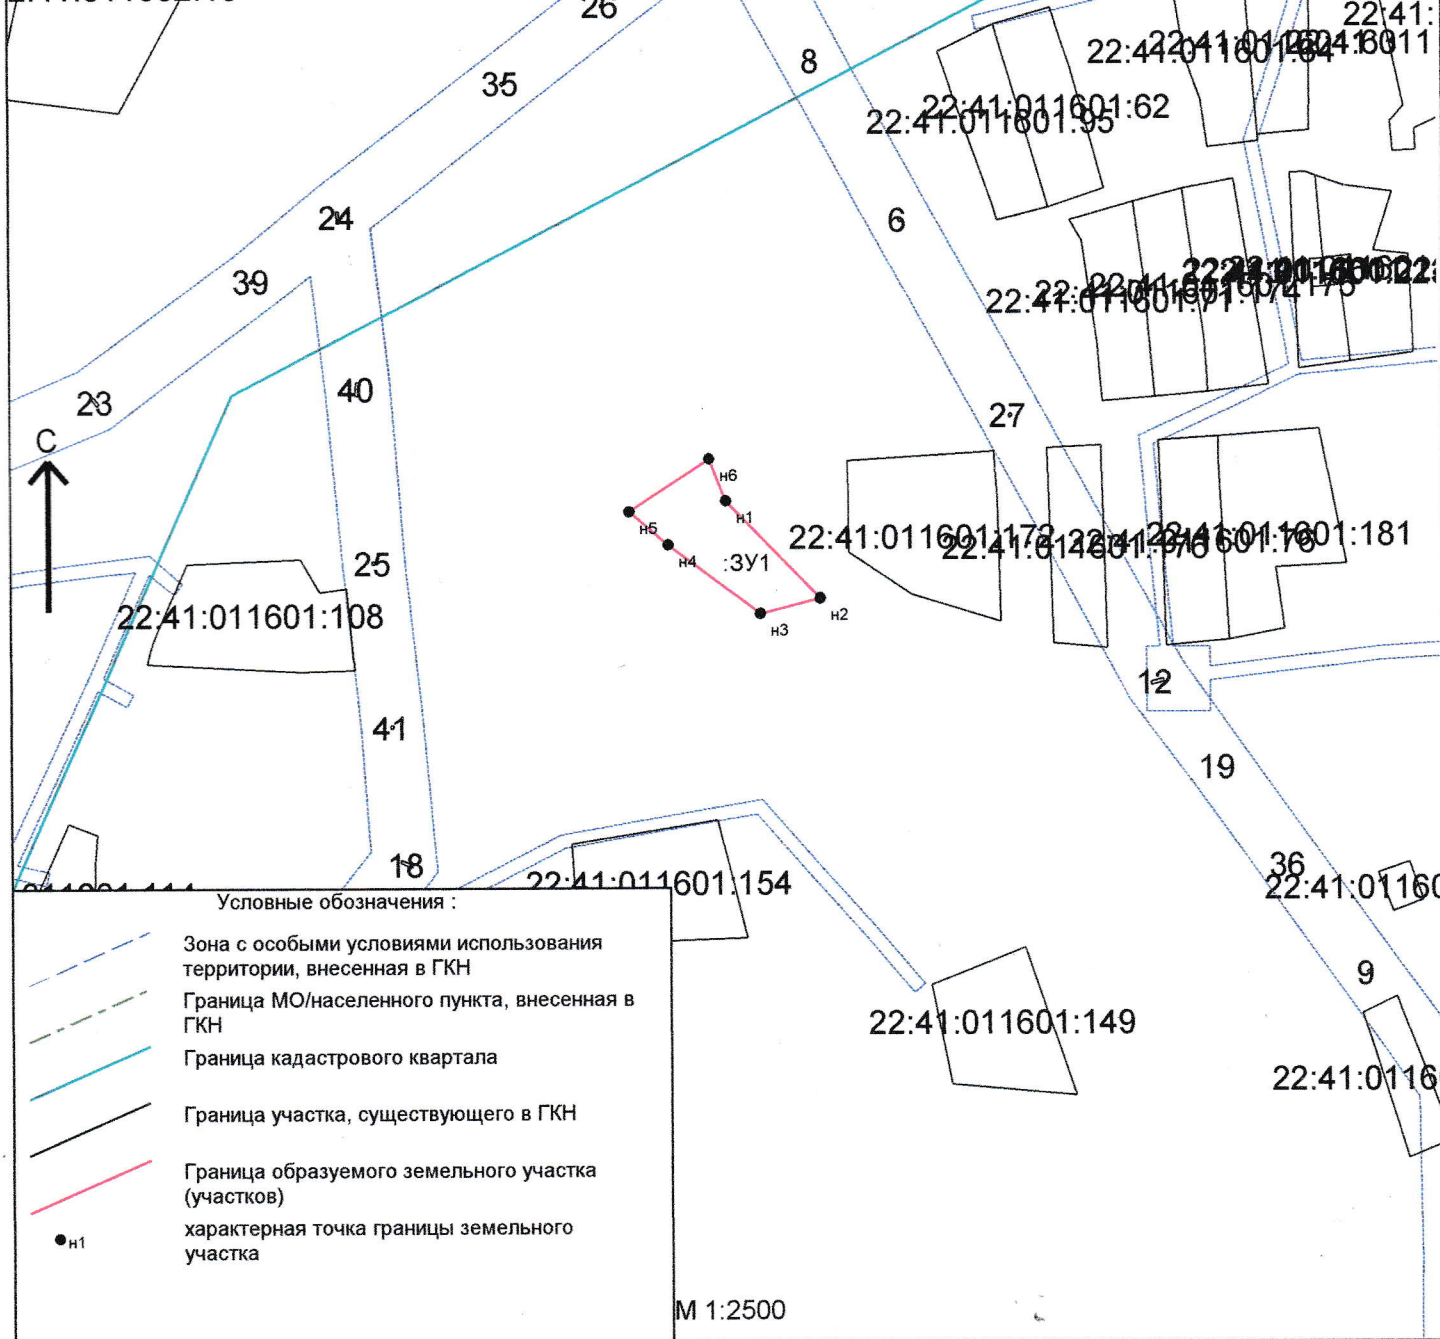 26
8
35
22:41:011601:62
22:41:011601:95
24
6
39
40
23
27
С
н6
н5
н1
н4
:ЗУ1
н2
н3
22:41:011601:172
22:41:011601:181
25
22:41:011601:108
12
41
19
18
36
22:41:011601:154
9
22:41:011601:149
Условные обозначения :
Зона с особыми условиями использования
территории, внесенная в ГКН
Граница МО/населенного пункта, внесенная в
ГКН
Граница кадастрового квартала
Граница участка, существующего в ГКН
Граница образуемого земельного участка
(участков)
н1
характерная точка границы земельного
участка
М 1:2500